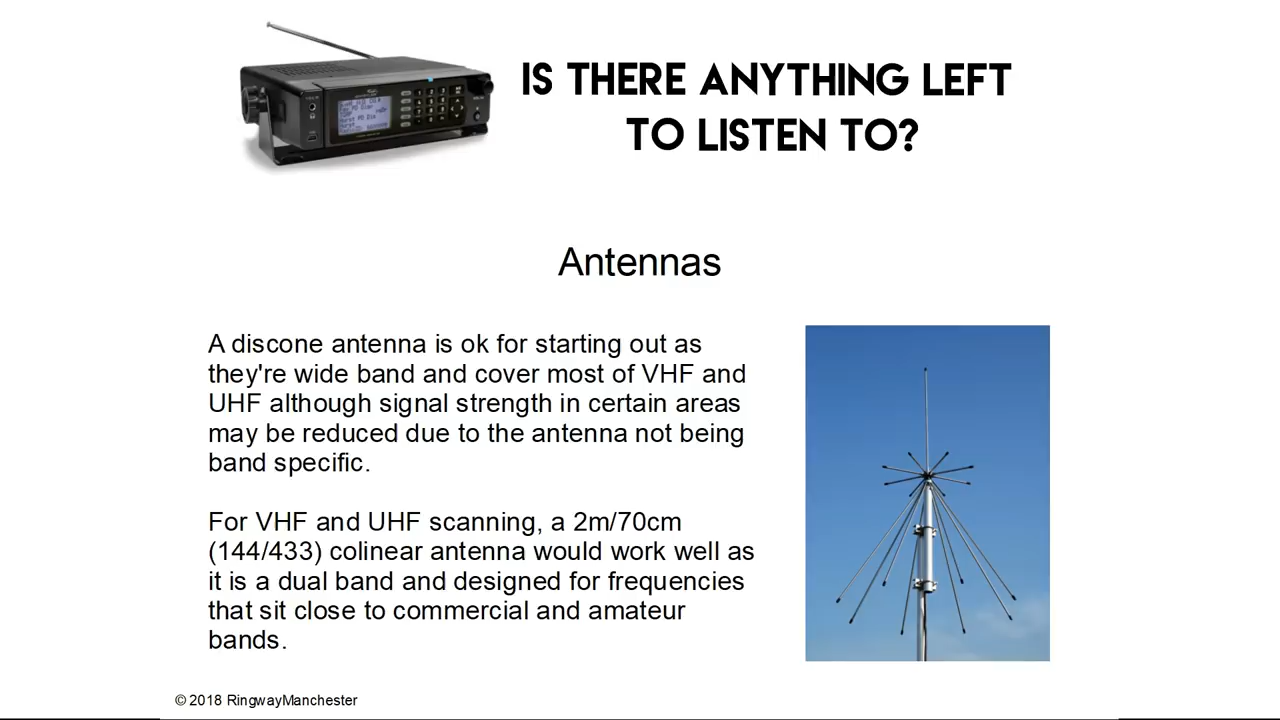 IS THERE ANYTHING LEFT
TO LISTEN TO?
Antennas
A discone antenna is ok for starting out as
they're wide band and cover most of VHF and
UHF although signal strength in certain areas
may be reduced due to the antenna not being
band specific.
For VHF and UHF scanning, a 2m/70cm
(144/433) colinear antenna would work well as
it is a dual band and designed for frequencies
that sit close to commercial and amateur
bands.
© 2018 RingwayManchester